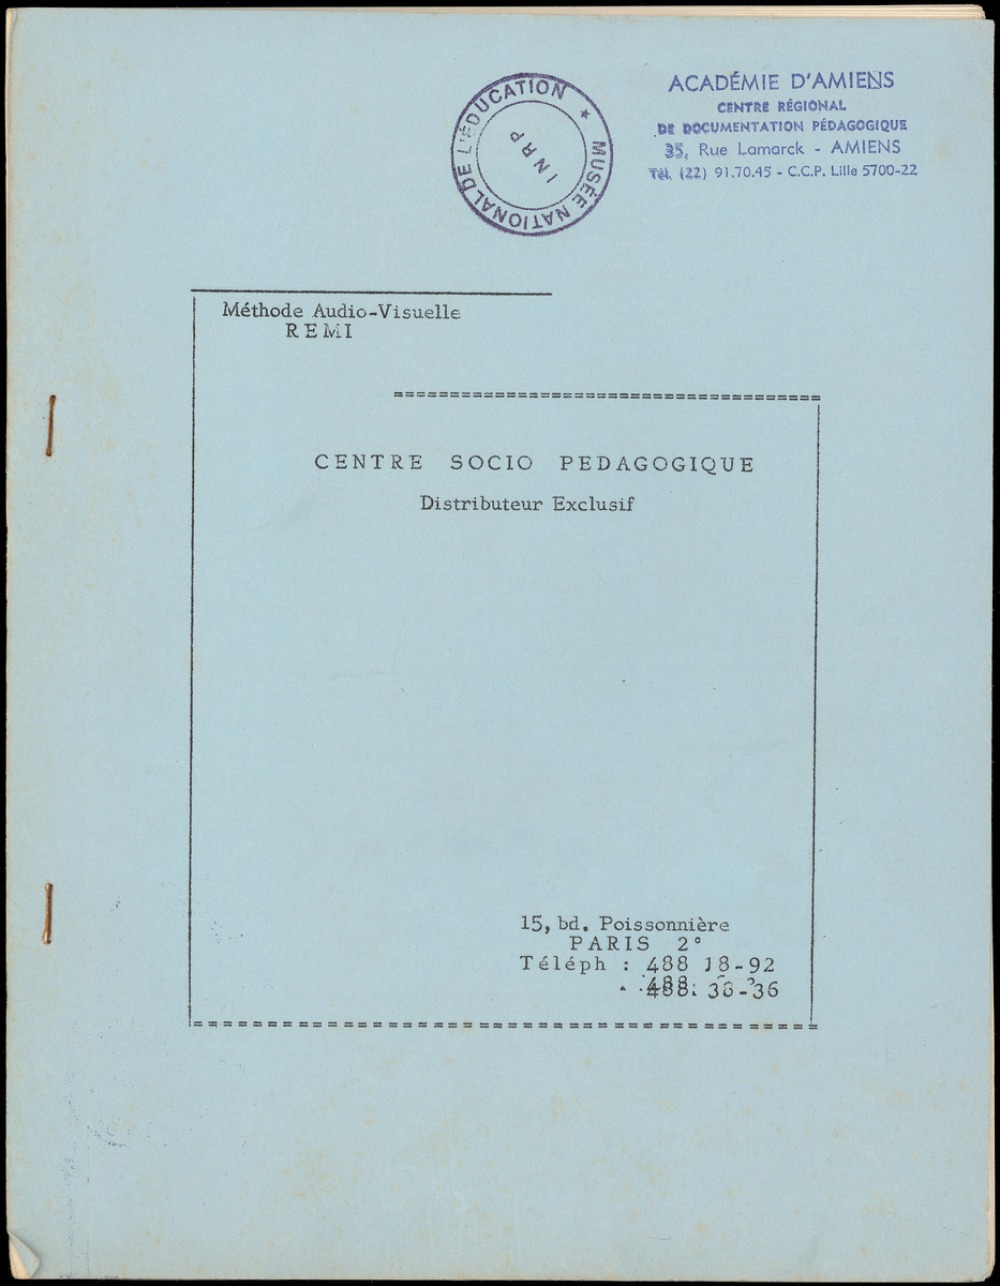 MUSÉE NATIONAL DE L'ÉDUCATION ★
INRP
ACADÉMIE D'AMIENS
CENTRE RÉGIONAL
DE DOCUMENTATION PÉDAGOGIQUE
35, Rue Lamarck - AMIENS
Tél. (22) 91.70.45 - C.C.P. Lille 5700-22
Méthode Audio-Visuelle
REMI
CENTRE SOCIO PEDAGOGIQUE
Distributeur Exclusif
15, bd. Poissonnière
PARIS 2°
Téléph : 488 18-92
488.